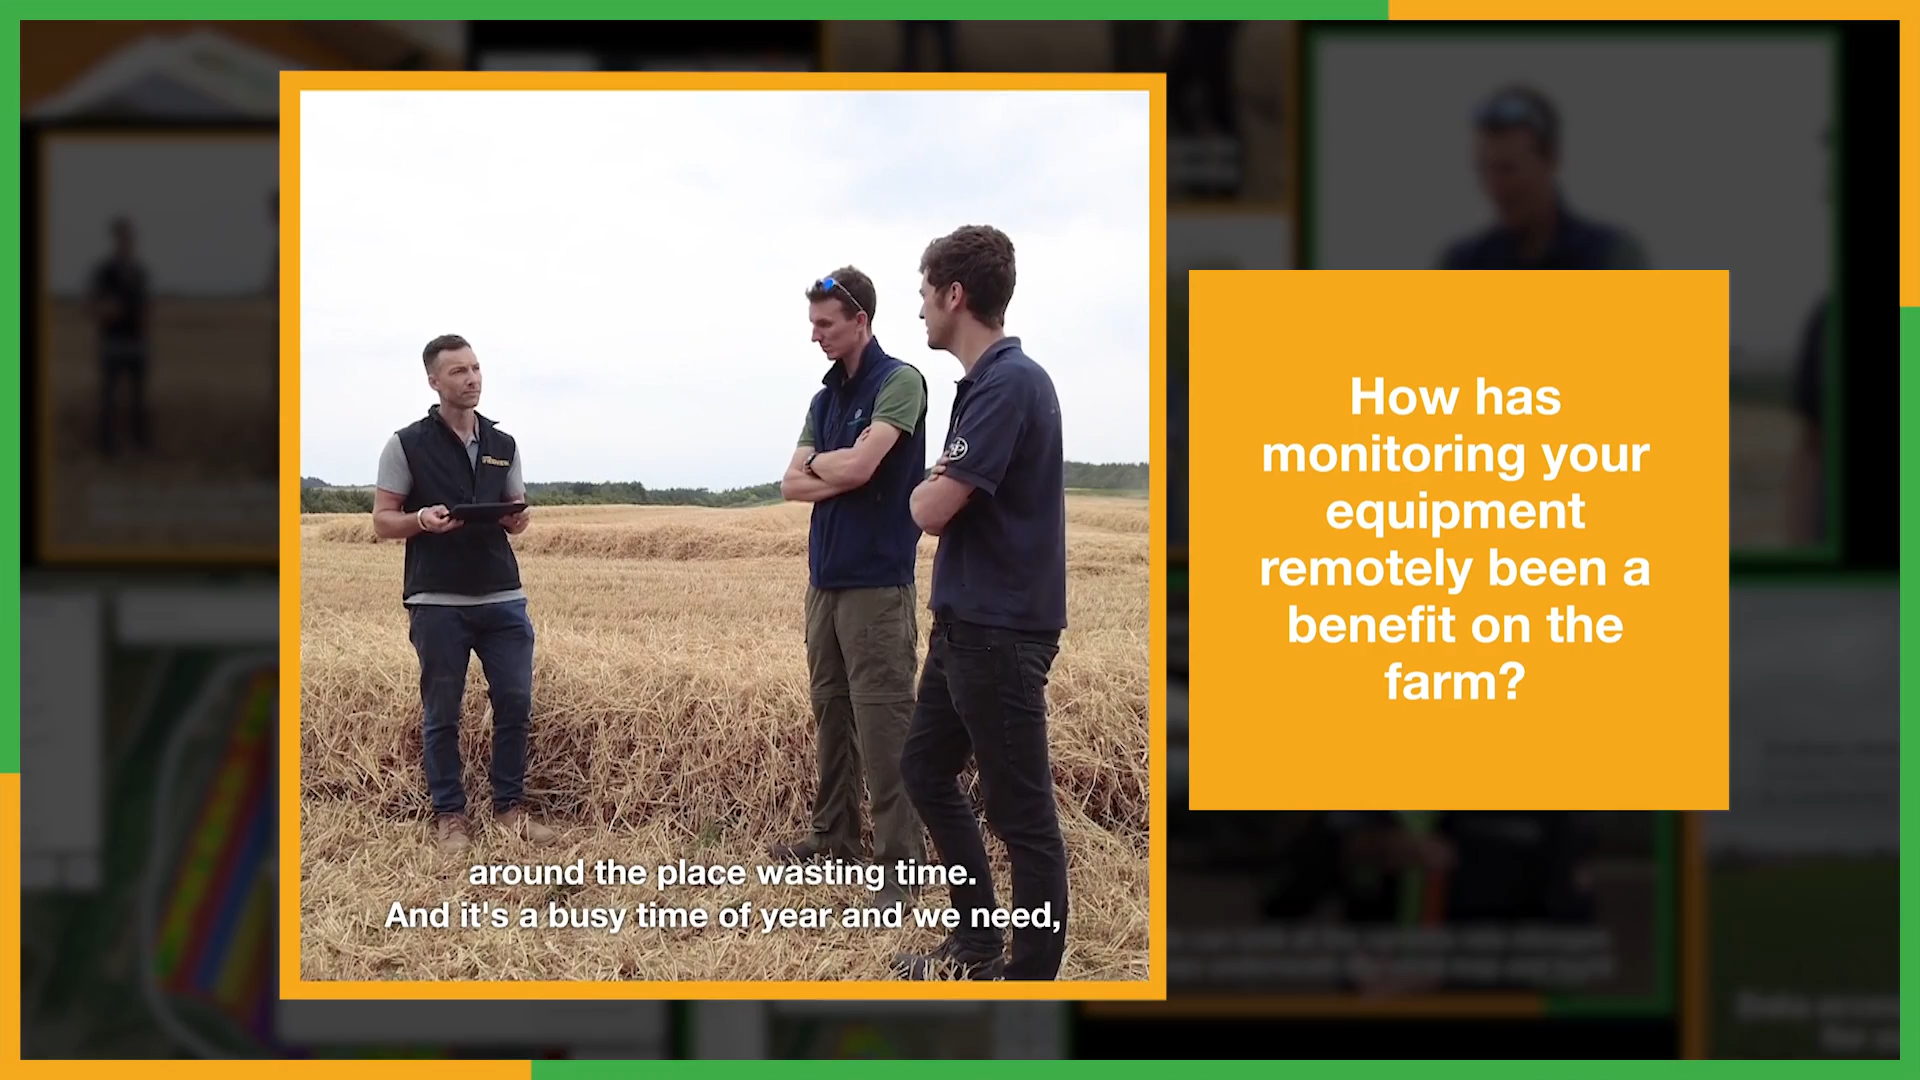 around the place wasting time.
And it's a busy time of year and we need,
How has
monitoring your
equipment
remotely been a
benefit on the
farm?